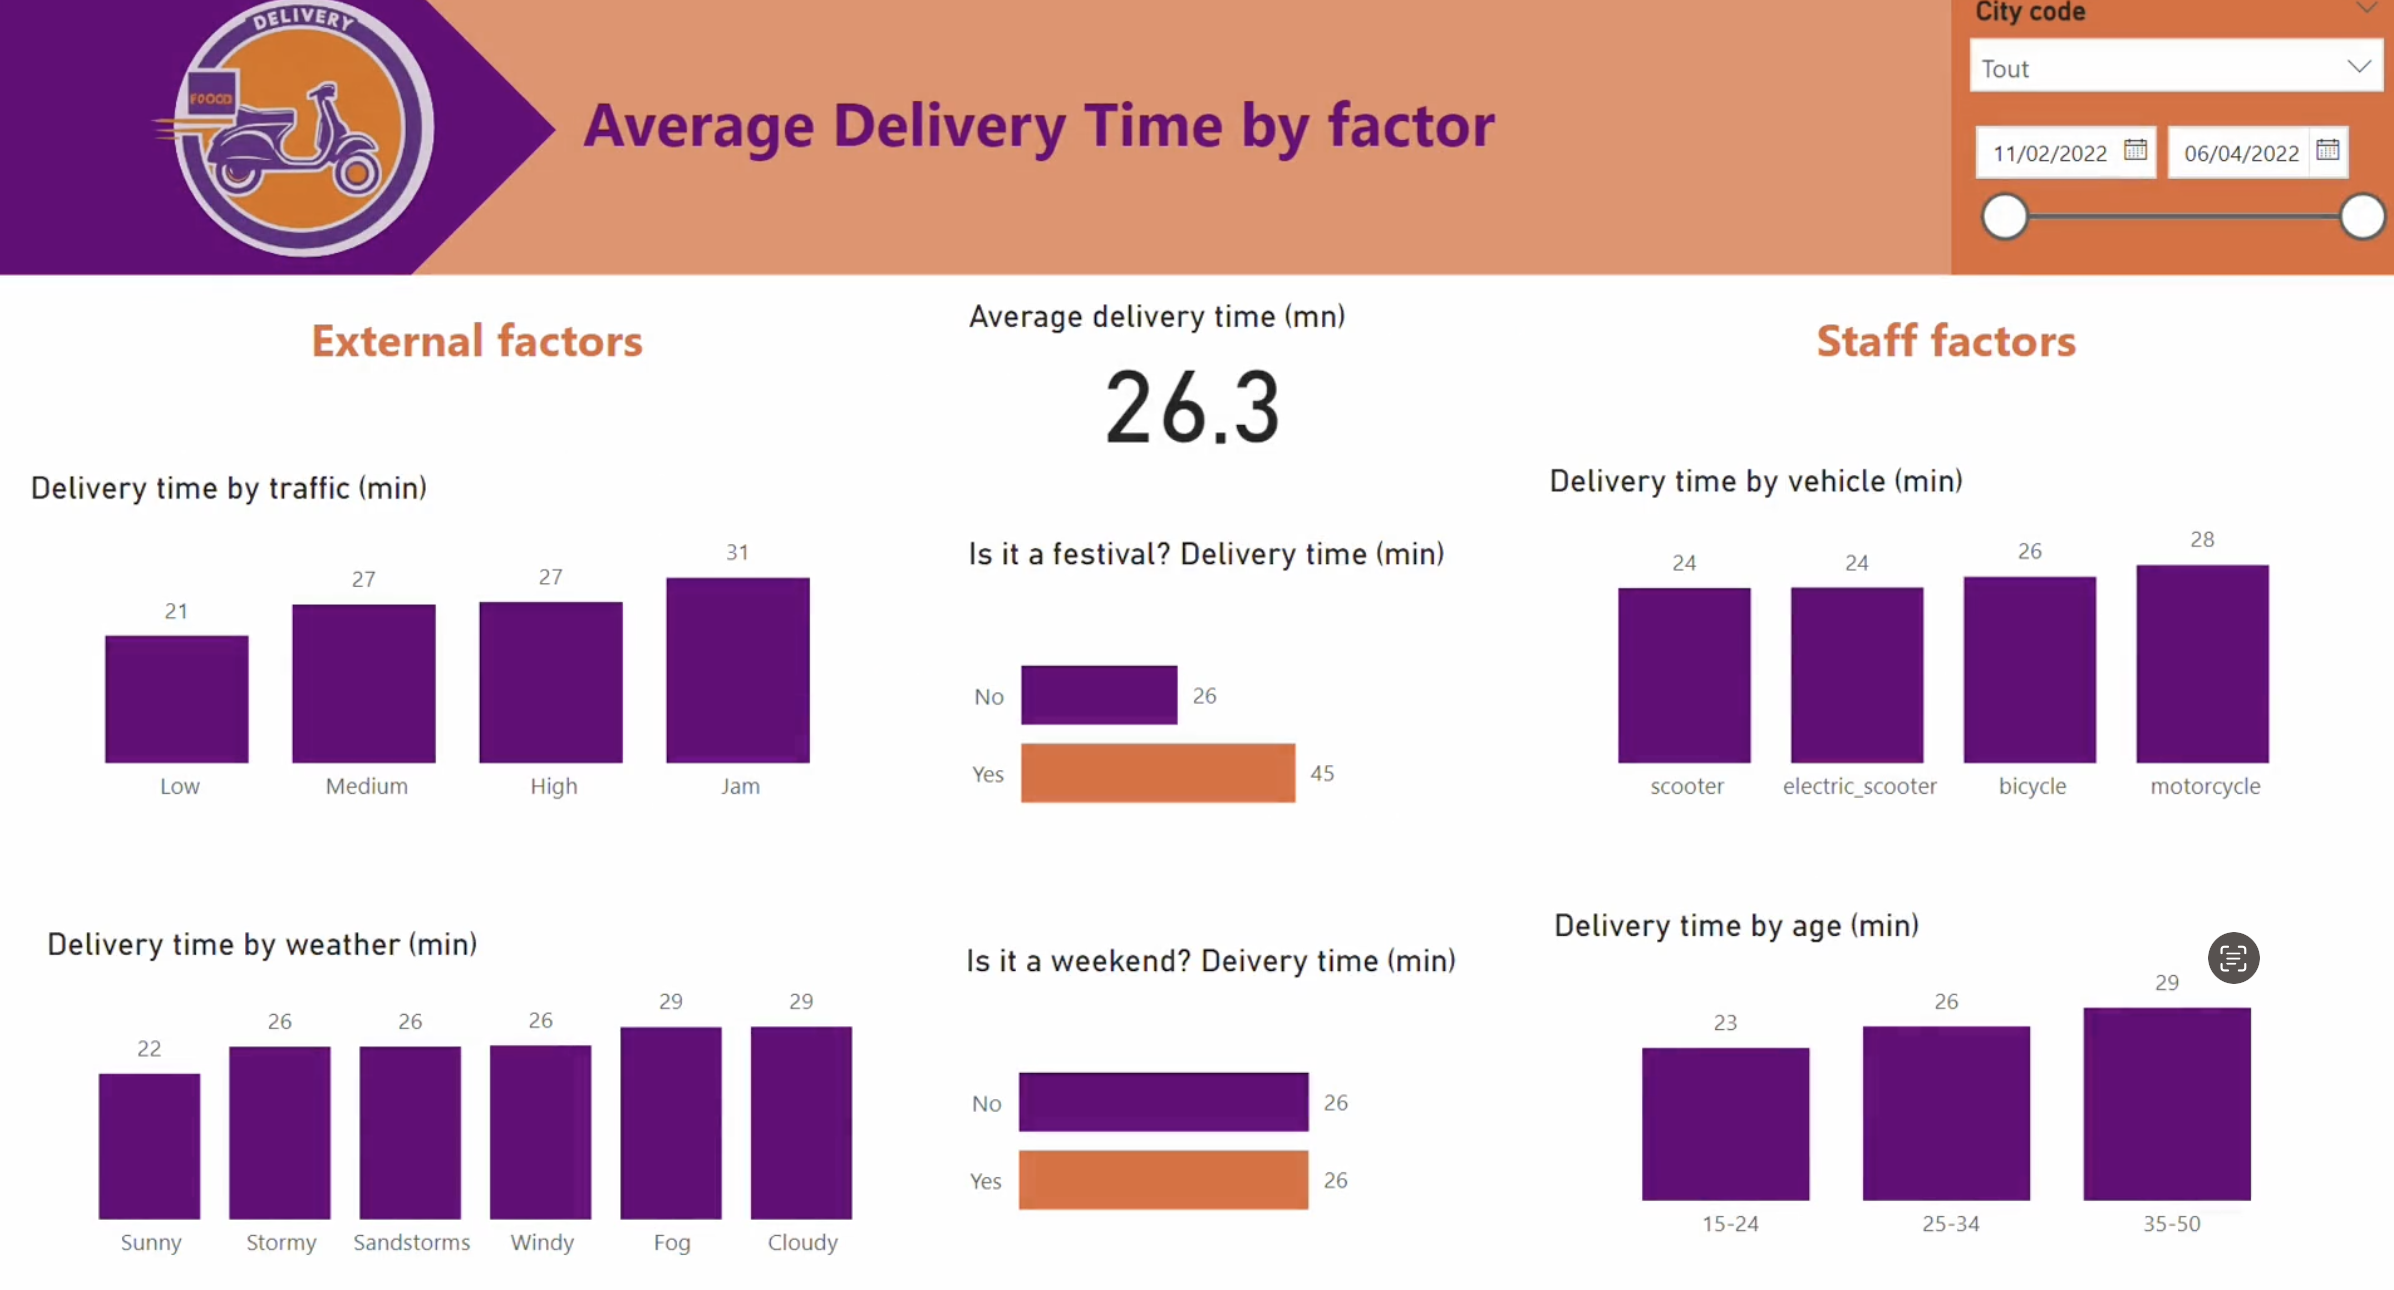 DELIVERY
FOOOD
Average Delivery Time by factor
City code
Tout
11/02/2022
06/04/2022
External factors
Average delivery time (mn)
26.3
Staff factors
Delivery time by traffic (min)
21
27
27
31
Low
Medium
High
Jam
Is it a festival? Delivery time (min)
No
26
Yes
45
Delivery time by vehicle (min)
24
24
26
28
scooter
electric_scooter
bicycle
motorcycle
Delivery time by weather (min)
22
26
26
26
29
29
Sunny
Stormy
Sandstorms
Windy
Fog
Cloudy
Is it a weekend? Deivery time (min)
No
26
Yes
26
Delivery time by age (min)
23
26
29
15-24
25-34
35-50